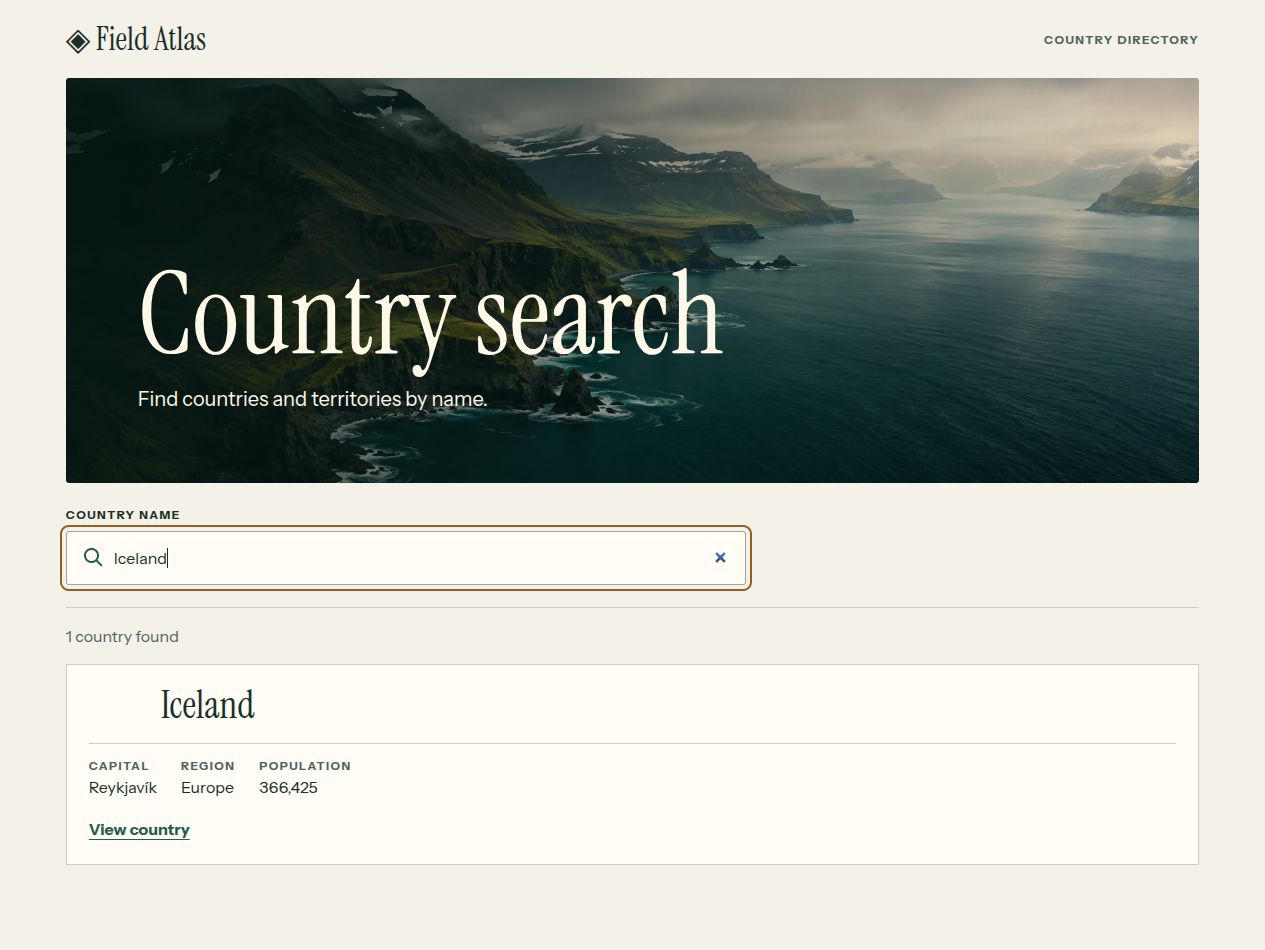 Field Atlas
COUNTRY DIRECTORY
Country search
Find countries and territories by name.
COUNTRY NAME
Iceland
1 country found
Iceland
CAPITAL REGION POPULATION
Reykjavík Europe 366,425
View country